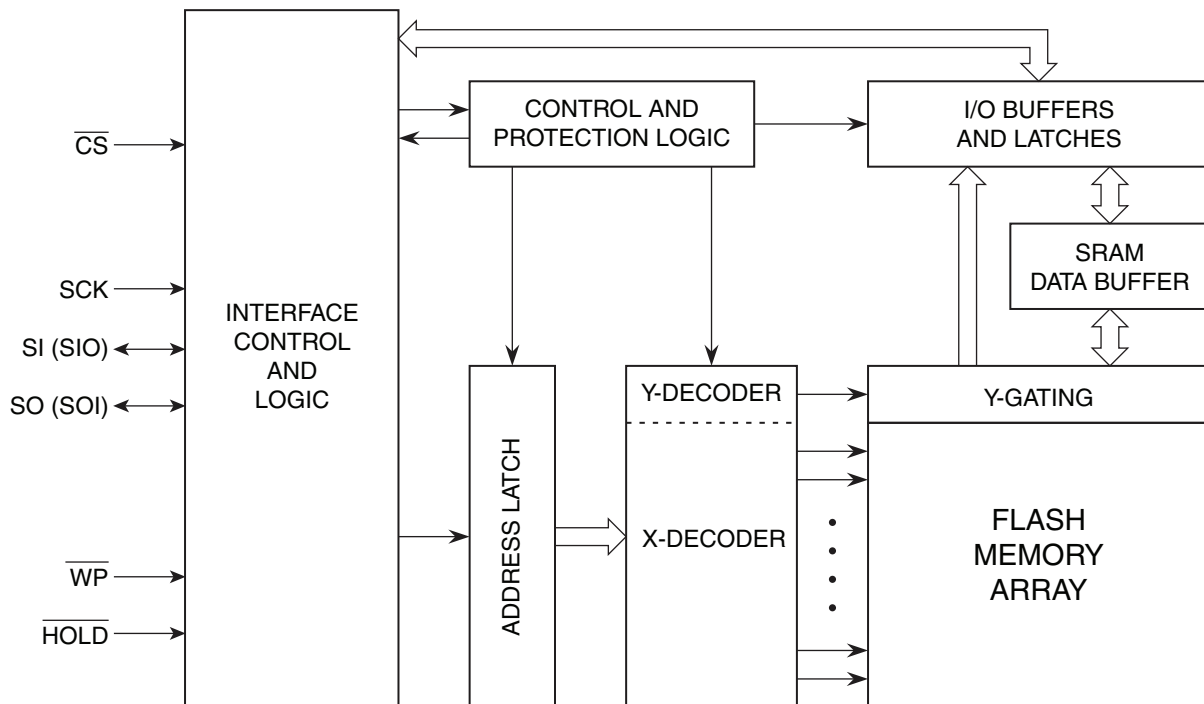 CONTROL AND
PROTECTION LOGIC
I/O BUFFERS
AND LATCHES
CS
SRAM
DATA BUFFER
SCK
INTERFACE
CONTROL
AND
LOGIC
SI (SIO)
SO (SOI)
Y-DECODER
Y-GATING
ADDRESS LATCH
X-DECODER
FLASH
MEMORY
ARRAY
WP
HOLD